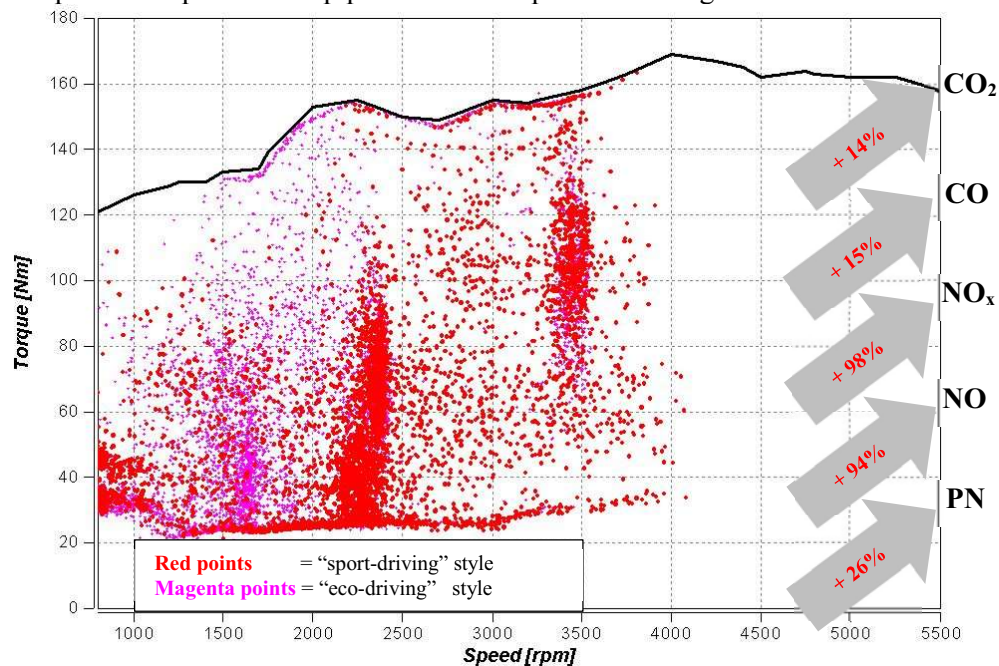 180
160
140
120
100
80
60
40
20
0
Torque [Nm]
1000 1500 2000 2500 3000 3500 4000 4500 5000 5500
Speed [rpm]
Red points = “sport-driving” style
Magenta points = “eco-driving” style
CO₂
+ 14%
CO
+ 15%
NOₓ
+ 98%
NO
+ 94%
PN
+ 26%